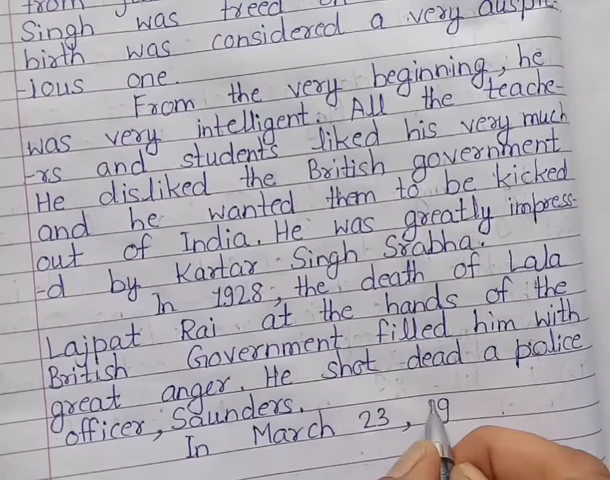 Singh was freed on
birth was considered a very auspic
-ious one.
From the very beginning, he
was very intelligent. All the teache-
-rs and students liked his very much
He disliked the British government
and he wanted them to be kicked
out of India. He was greatly impress-
-d by Kartar Singh Srabha.
In 1928, the death of Lala
Lajpat Rai at the hands of the
British Government filled him with
great anger. He shot dead a police
officer, Saunders.
In March 23, 19